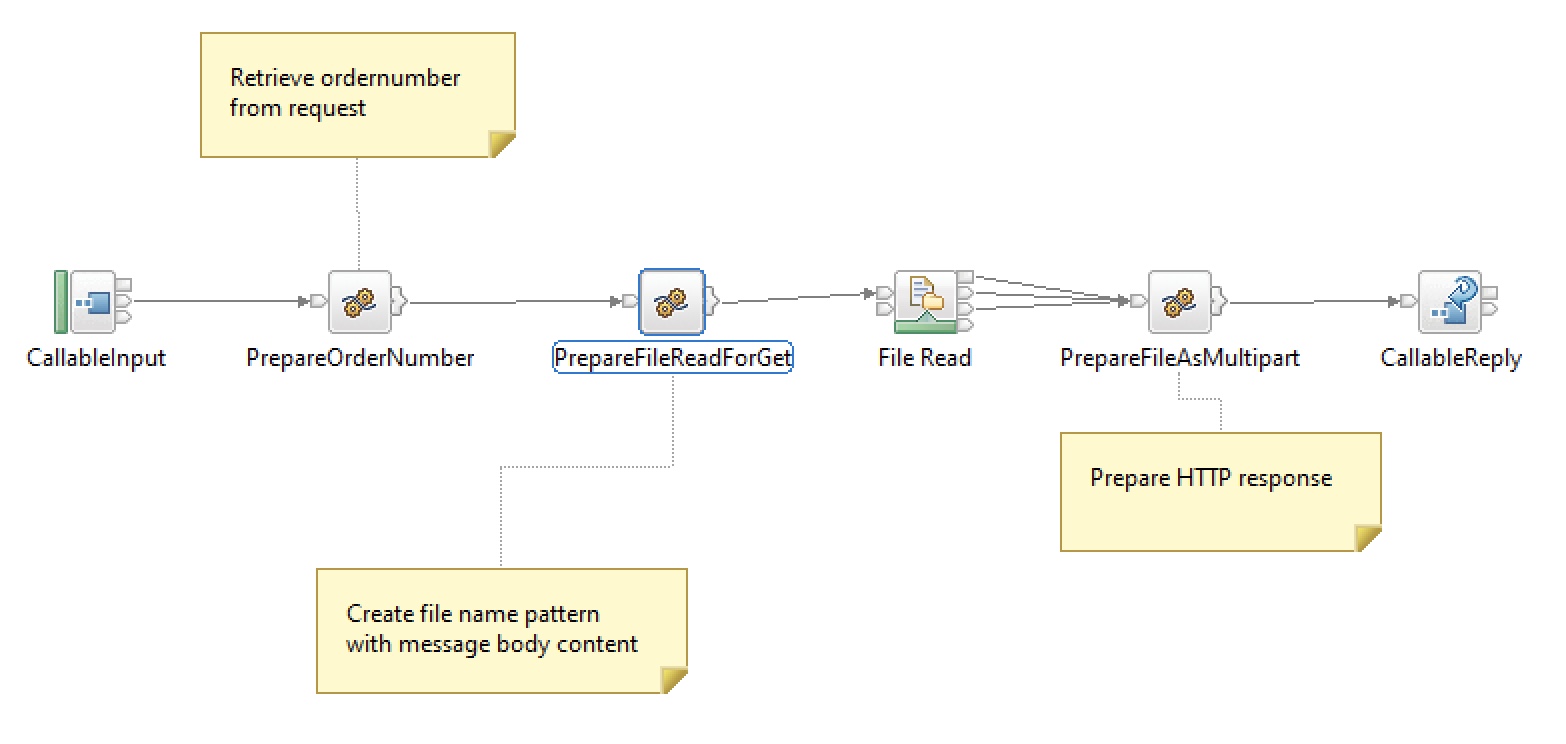 Retrieve ordernumber
from request
CallableInput
PrepareOrderNumber
PrepareFileReadForGet
File Read
PrepareFileAsMultipart
CallableReply
Prepare HTTP response
Create file name pattern
with message body content